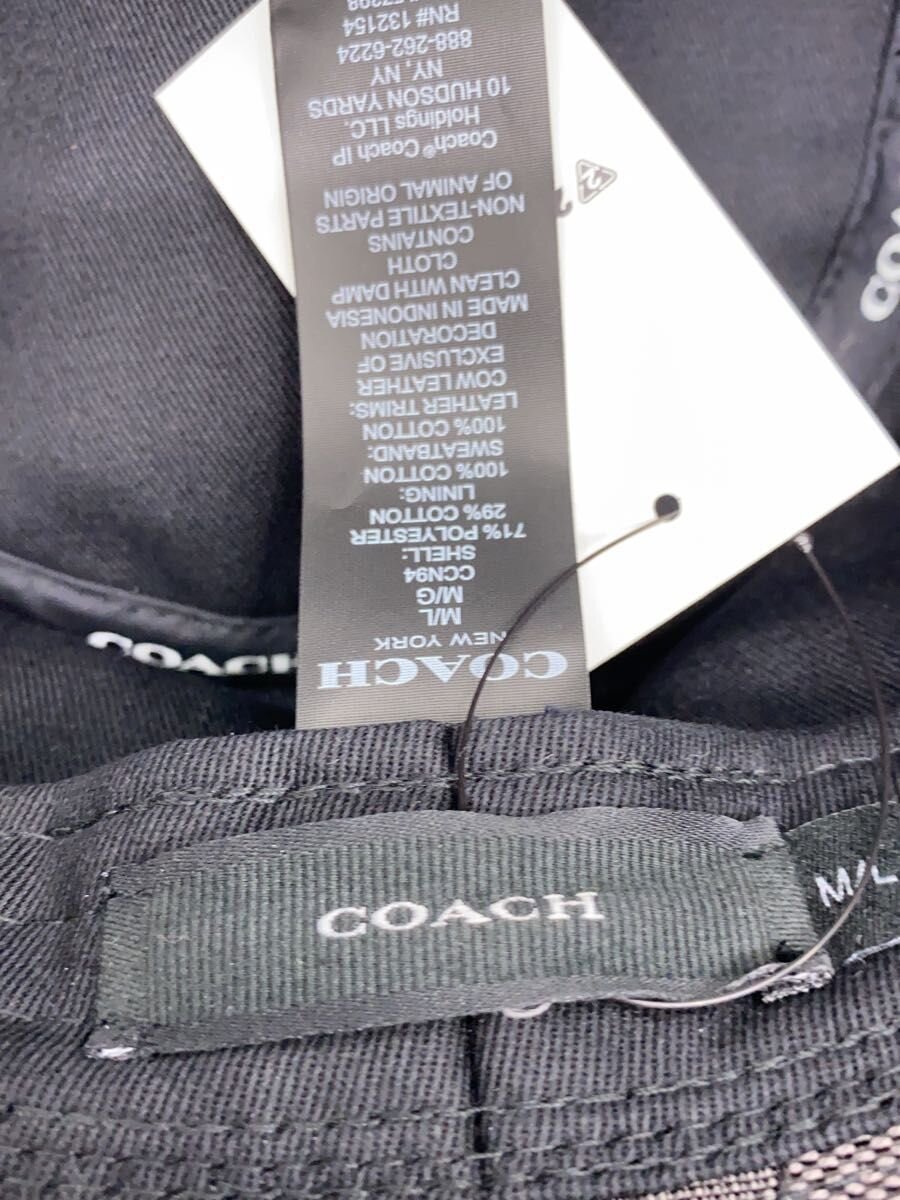 COACH
NEW YORK
M/L
M/G
CCN94
SHELL:
71% POLYESTER
29% COTTON
LINING:
100% COTTON
SWEATBAND:
100% COTTON
LEATHER TRIMS:
COW LEATHER
EXCLUSIVE OF
DECORATION
MADE IN INDONESIA
CLEAN WITH DAMP
CLOTH
CONTAINS
NON-TEXTILE PARTS
OF ANIMAL ORIGIN
Coach® Coach IP
Holdings LLC.
10 HUDSON YARDS
NY, NY
888-262-6224
RN# 132154
COACH
COACH
M/L